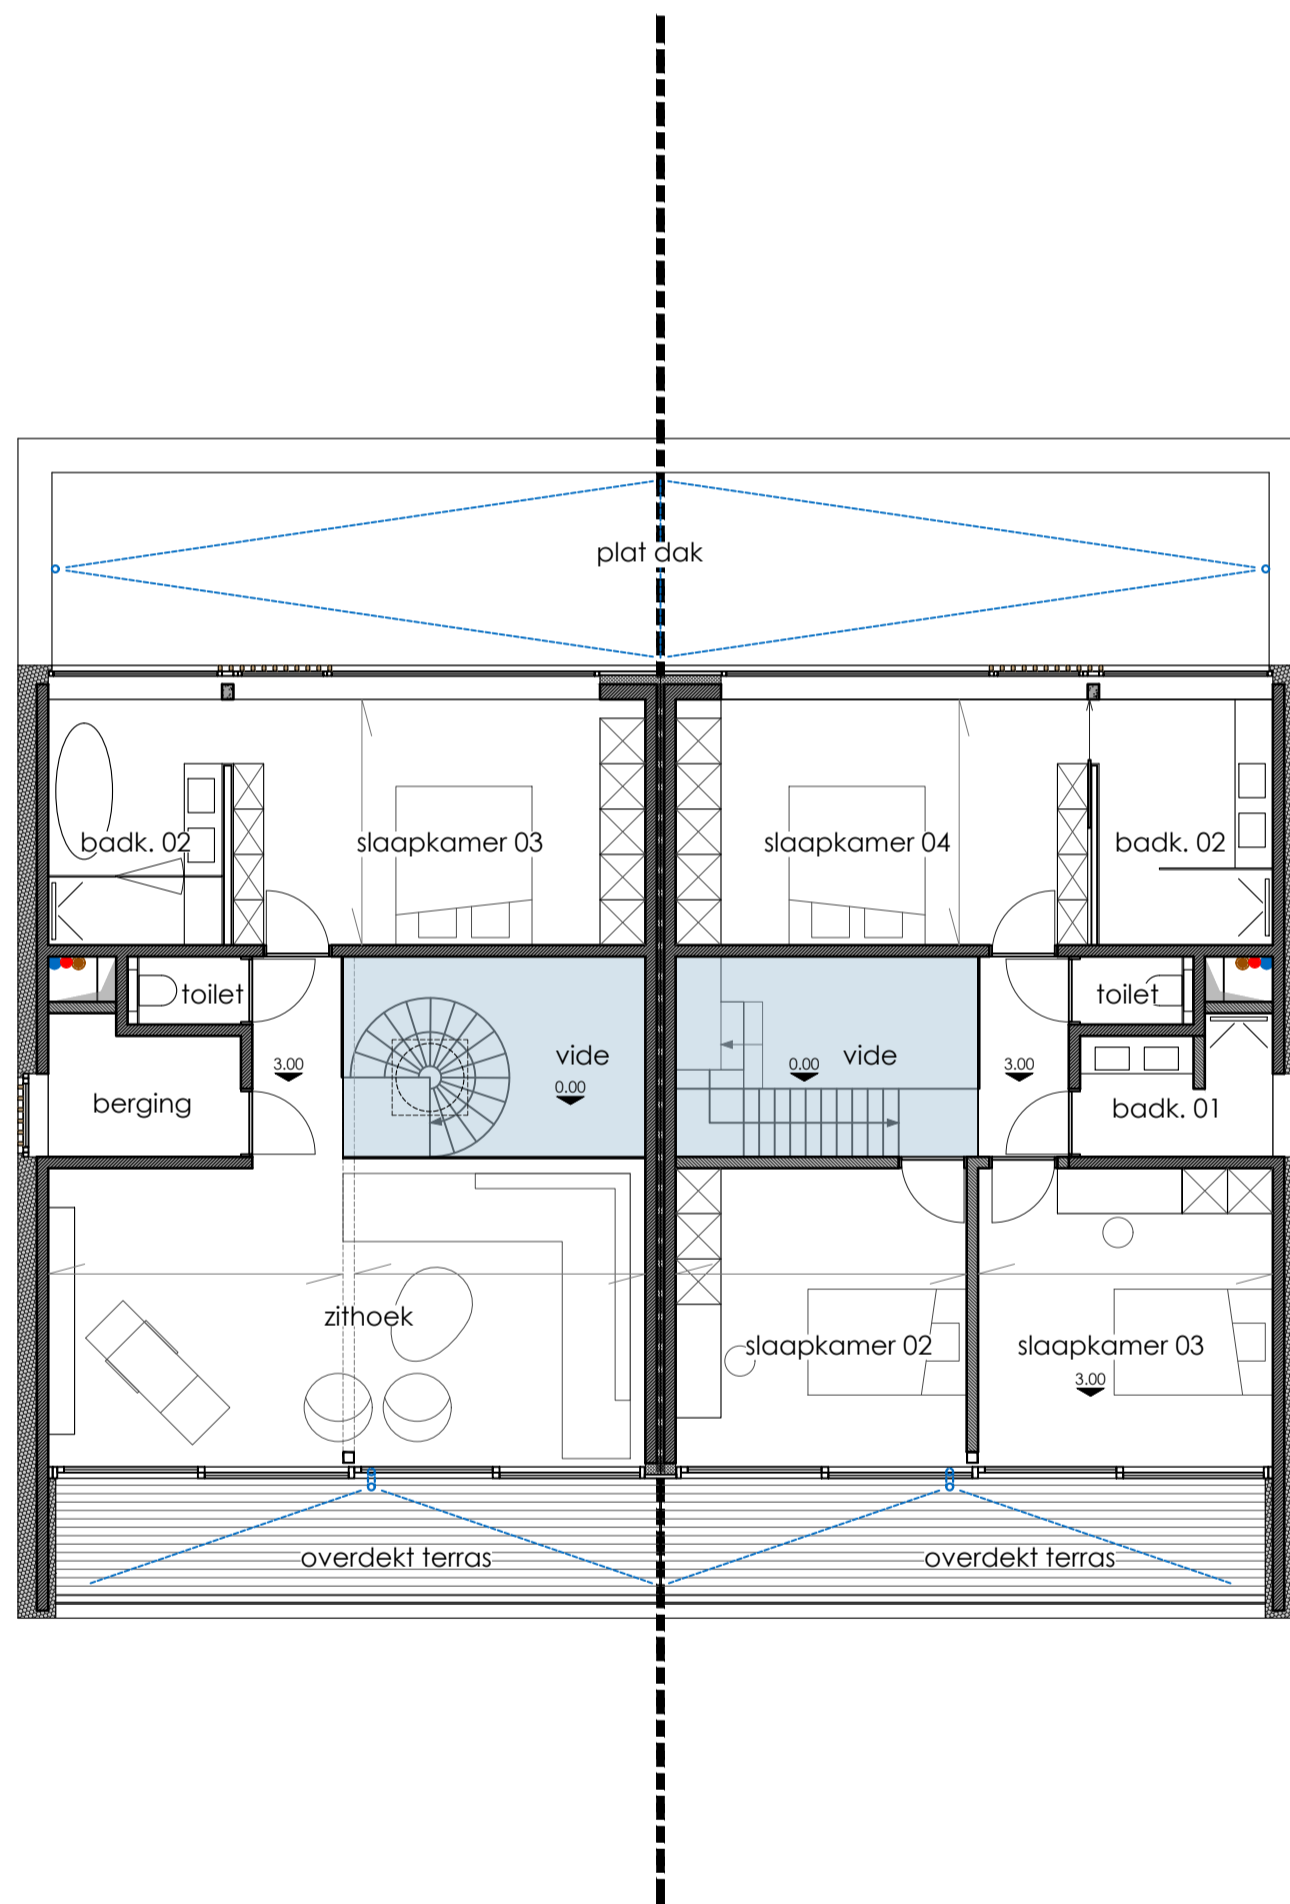 plat dak
badk. 02
slaapkamer 03
slaapkamer 04
badk. 02
toilet
toilet
vide
vide
3.00
0.00
0.00
3.00
berging
badk. 01
zithoek
slaapkamer 02
slaapkamer 03
3.00
overdekt terras
overdekt terras